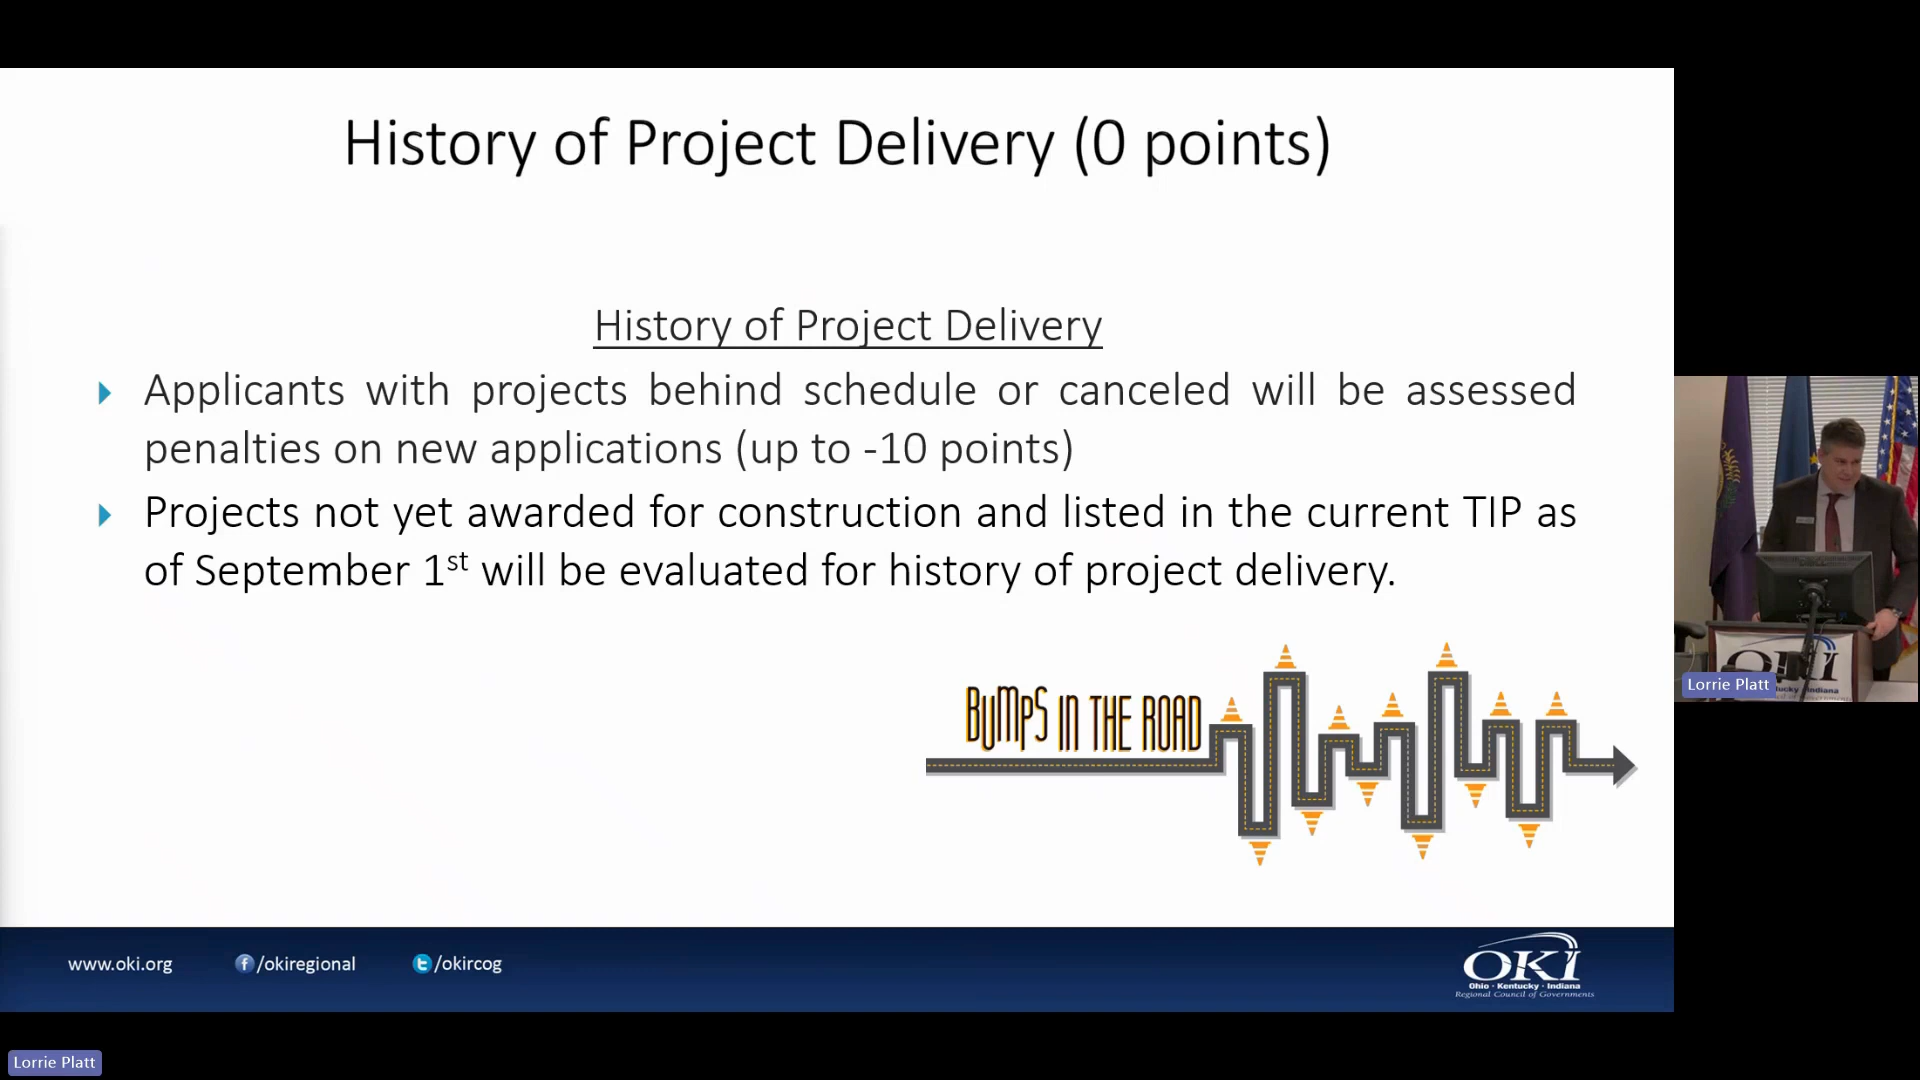 History of Project Delivery (0 points)
History of Project Delivery
Applicants with projects behind schedule or canceled will be assessed
penalties on new applications (up to -10 points)
Projects not yet awarded for construction and listed in the current TIP as
of September 1st will be evaluated for history of project delivery.
BUMPS IN THE ROAD
www.oki.org
/okiregional
/okircog
OKI
Ohio · Kentucky · Indiana
Regional Council of Governments
OKI
Lorrie Platt
Lorrie Platt